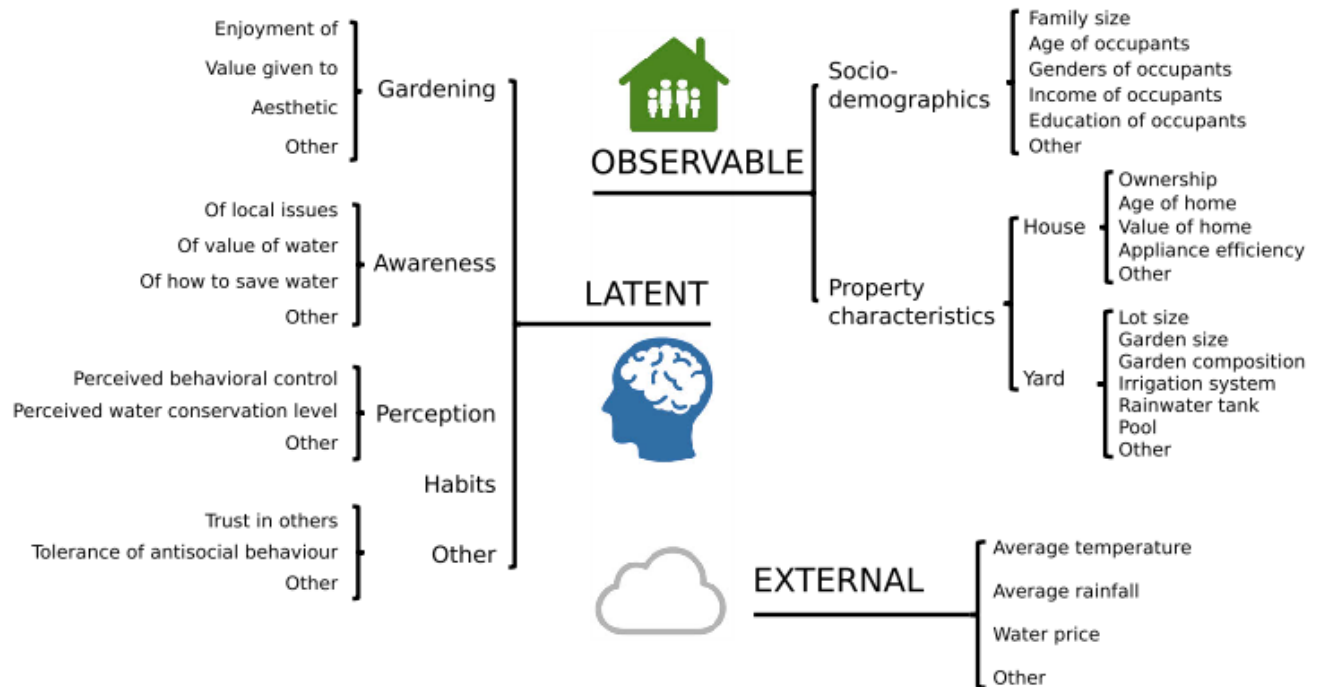 Enjoyment of
Value given to
Aesthetic
Other
Gardening
Of local issues
Of value of water
Of how to save water
Other
Awareness
Perceived behavioral control
Perceived water conservation level
Other
Perception
Habits
Trust in others
Tolerance of antisocial behaviour
Other
Other
LATENT
OBSERVABLE
Socio-
demographics
Family size
Age of occupants
Genders of occupants
Income of occupants
Education of occupants
Other
Property
characteristics
House
Ownership
Age of home
Value of home
Appliance efficiency
Other
Yard
Lot size
Garden size
Garden composition
Irrigation system
Rainwater tank
Pool
Other
EXTERNAL
Average temperature
Average rainfall
Water price
Other